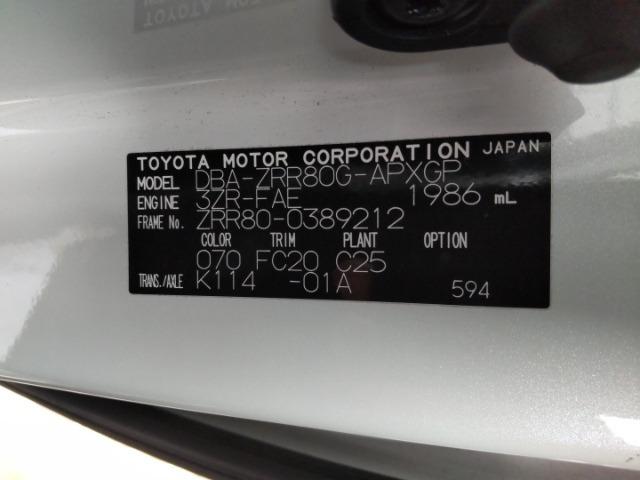 TOYOTA MOTOR CORPORATION JAPAN
MODEL DBA-ZRR80G-APXGP
ENGINE 3ZR-FAE 1986 mL
FRAME No. ZRR80-0389212
COLOR TRIM PLANT OPTION
070 FC20 C25
TRANS./AXLE K114 -01A 594